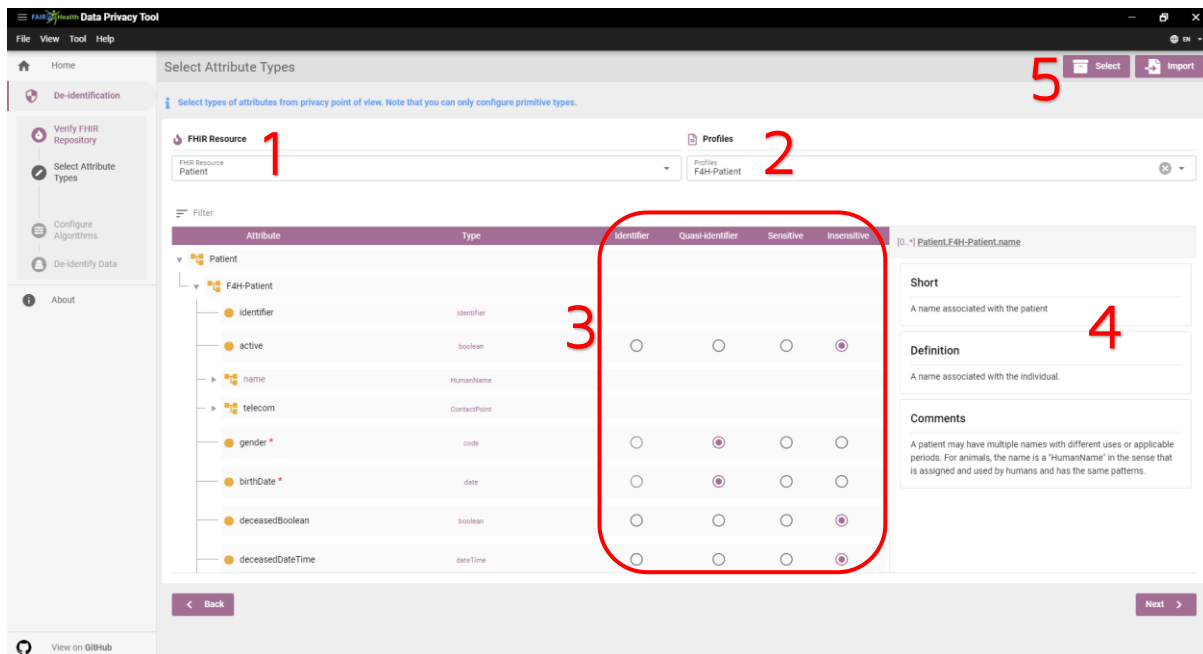 FAIR4Health Data Privacy Tool
File View Tool Help
EN
Home
De-identification
Verify FHIR
Repository
Select Attribute
Types
Configure
Algorithms
De-identify Data
About
View on GitHub
Select Attribute Types
5
Select
Import
i Select types of attributes from privacy point of view. Note that you can only configure primitive types.
FHIR Resource
1
Profiles
2
FHIR Resource
Patient
Profiles
F4H-Patient
Filter
Attribute Type Identifier Quasi-identifier Sensitive Insensitive
Patient
F4H-Patient
identifier Identifier
3
active boolean
name HumanName
telecom ContactPoint
gender * code
birthDate * date
deceasedBoolean boolean
deceasedDateTime dateTime
[0..*] Patient.F4H-Patient.name
Short
A name associated with the patient
4
Definition
A name associated with the individual.
Comments
A patient may have multiple names with different uses or applicable
periods. For animals, the name is a "HumanName" in the sense that
is assigned and used by humans and has the same patterns.
Back
Next